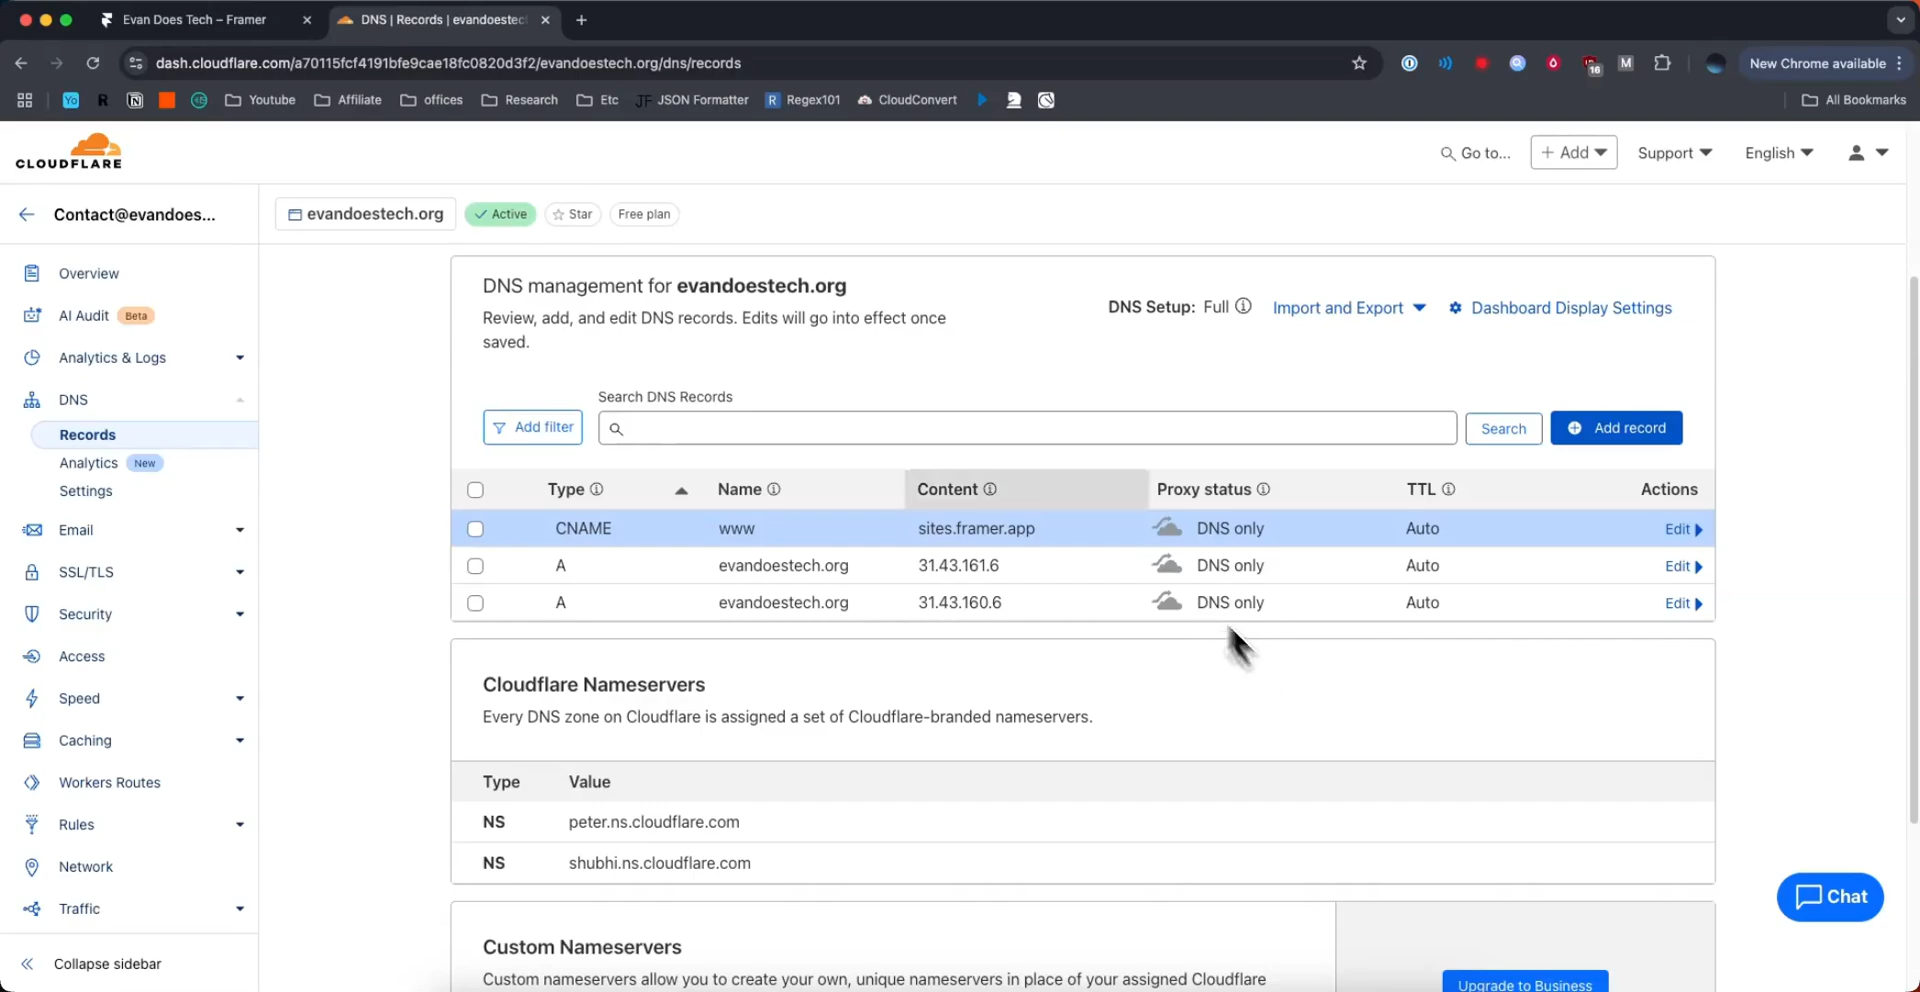 Evan Does Tech – Framer
DNS | Records | evandoestec
dash.cloudflare.com/a70115fcf4191bfe9cae18fc0820d3f2/evandoestech.org/dns/records
16
M
New Chrome available
Yo
R
Youtube
Affiliate
offices
Research
Etc
JF JSON Formatter
R Regex101
CloudConvert
All Bookmarks
CLOUDFLARE
Go to...
+ Add
Support
English
Contact@evandoes...
evandoestech.org
Active
Star
Free plan
Overview
AI Audit Beta
Analytics & Logs
DNS
Records
Analytics New
Settings
Email
SSL/TLS
Security
Access
Speed
Caching
Workers Routes
Rules
Network
Traffic
Collapse sidebar
DNS management for evandoestech.org
Review, add, and edit DNS records. Edits will go into effect once
saved.
DNS Setup: Full
Import and Export
Dashboard Display Settings
Search DNS Records
Add filter
Search
Add record
Type Name Content Proxy status TTL Actions
CNAME www sites.framer.app DNS only Auto Edit
A evandoestech.org 31.43.161.6 DNS only Auto Edit
A evandoestech.org 31.43.160.6 DNS only Auto Edit
Cloudflare Nameservers
Every DNS zone on Cloudflare is assigned a set of Cloudflare-branded nameservers.
Type Value
NS peter.ns.cloudflare.com
NS shubhi.ns.cloudflare.com
Custom Nameservers
Custom nameservers allow you to create your own, unique nameservers in place of your assigned Cloudflare
Upgrade to Business
Chat